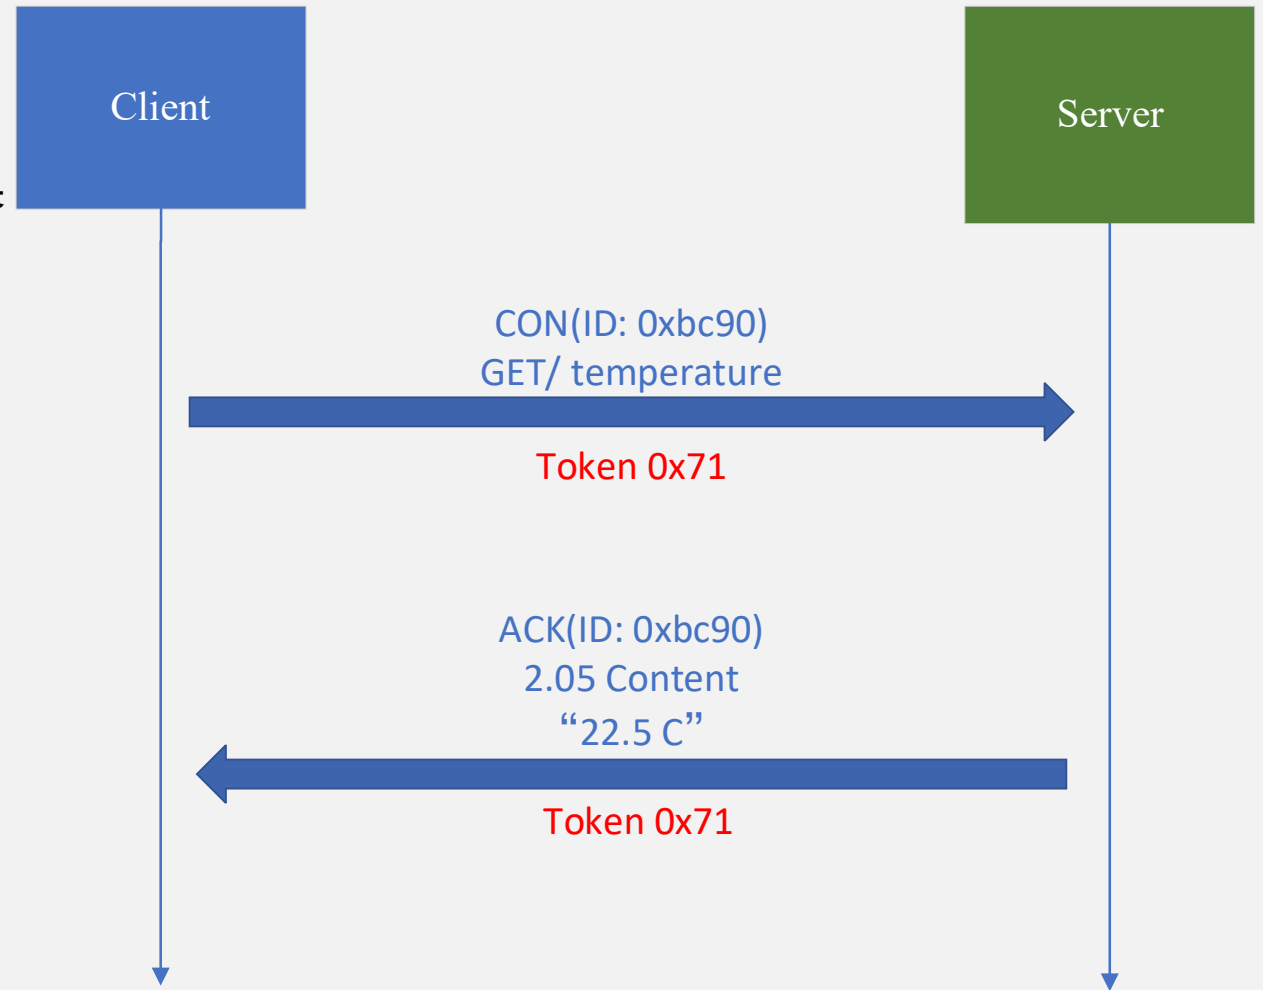 Client
Server
CON(ID: 0xbc90)
GET/ temperature
Token 0x71
ACK(ID: 0xbc90)
2.05 Content
“22.5 C”
Token 0x71